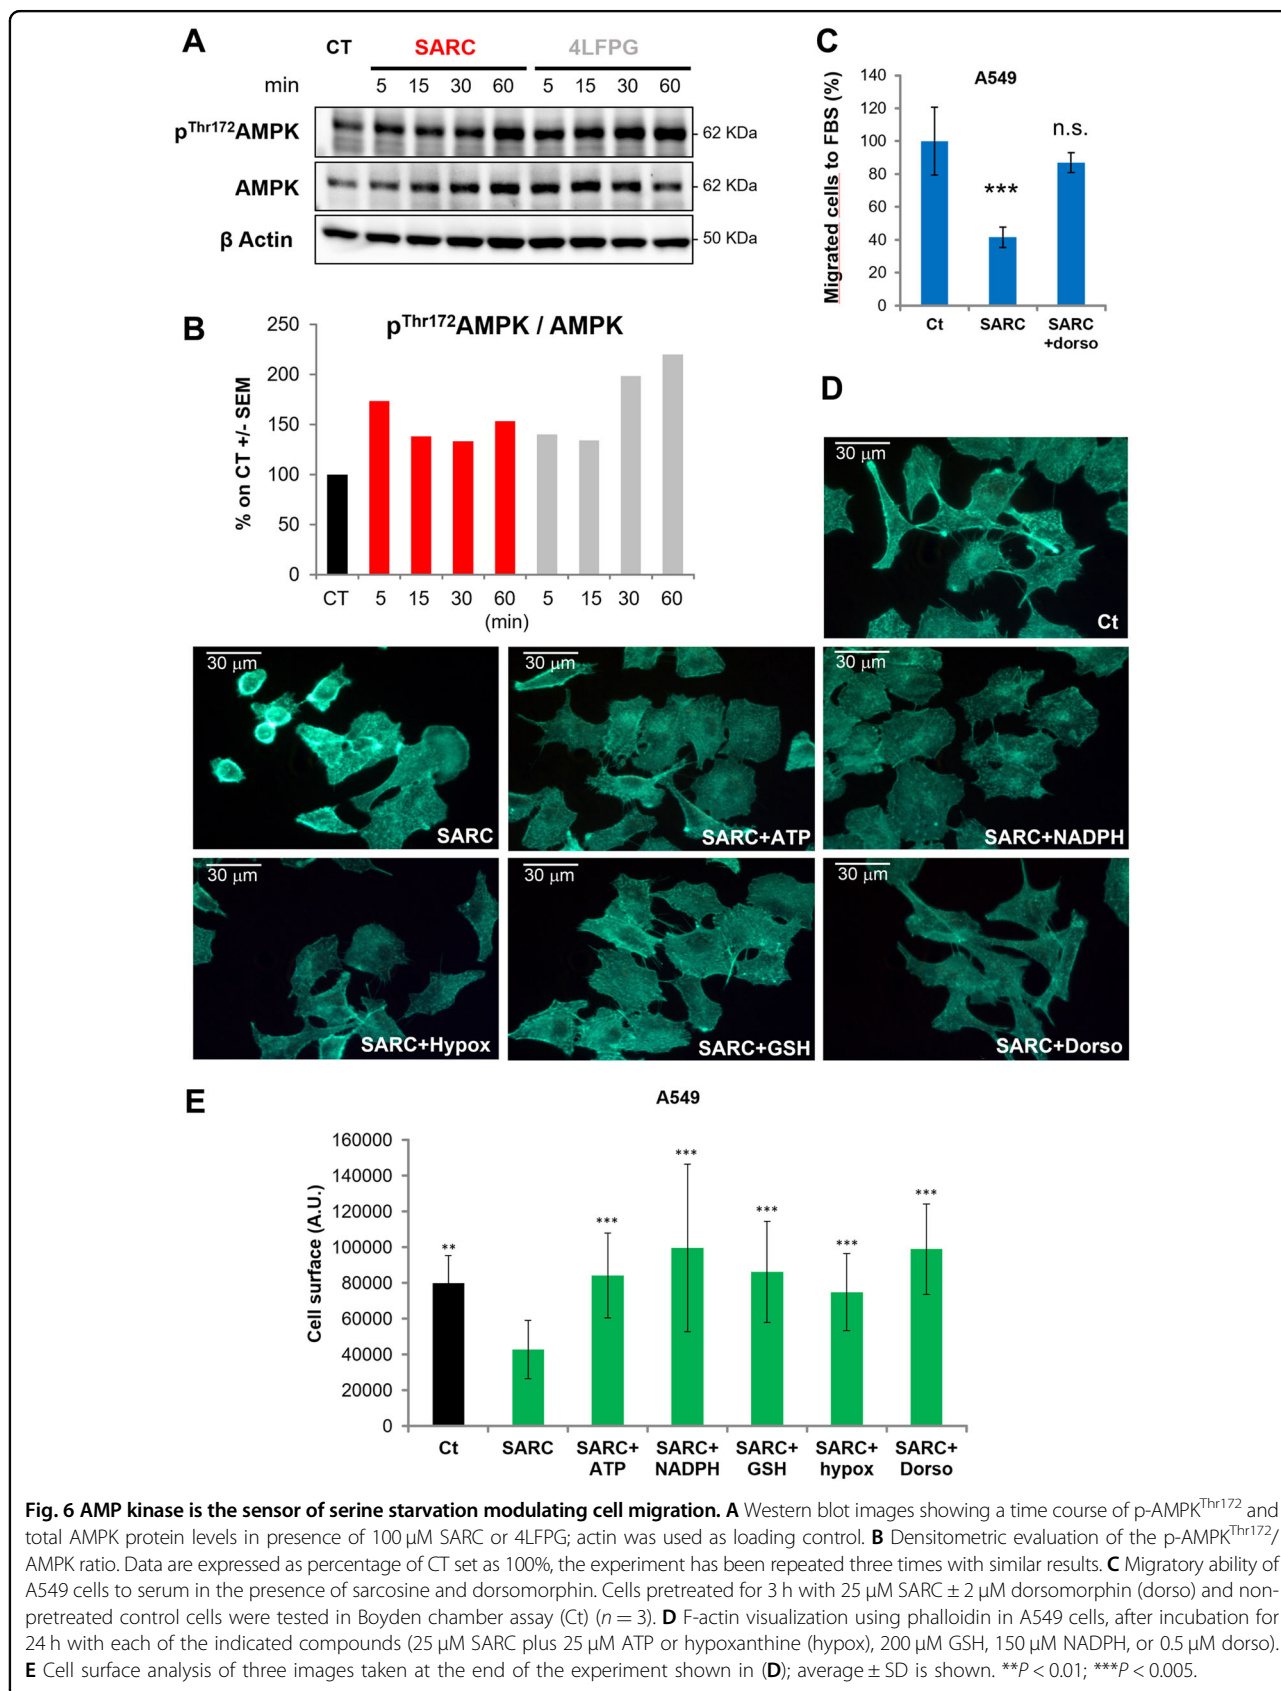 A
CT SARC 4LFPG
min 5 15 30 60 5 15 30 60
pThr172AMPK - 62 KDa
AMPK - 62 KDa
β Actin - 50 KDa
B
pThr172AMPK / AMPK
% on CT +/- SEM
250
200
150
100
50
0
CT 5 15 30 60 5 15 30 60
(min)
C
A549
Migrated cells to FBS (%)
140
120
100
80
60
40
20
0
***
n.s.
Ct SARC SARC
+dorso
D
30 µm
Ct
30 µm
SARC
30 µm
SARC+ATP
30 µm
SARC+NADPH
30 µm
SARC+Hypox
30 µm
SARC+GSH
30 µm
SARC+Dorso
E
A549
Cell surface (A.U.)
160000
140000
120000
100000
80000
60000
40000
20000
0
** *** *** *** *** ***
Ct SARC SARC+ SARC+ SARC+ SARC+ SARC+
ATP NADPH GSH hypox Dorso
Fig. 6 AMP kinase is the sensor of serine starvation modulating cell migration. A Western blot images showing a time course of p-AMPKThr172 and
total AMPK protein levels in presence of 100 µM SARC or 4LFPG; actin was used as loading control. B Densitometric evaluation of the p-AMPKThr172/
AMPK ratio. Data are expressed as percentage of CT set as 100%, the experiment has been repeated three times with similar results. C Migratory ability of
A549 cells to serum in the presence of sarcosine and dorsomorphin. Cells pretreated for 3 h with 25 µM SARC ± 2 µM dorsomorphin (dorso) and non-
pretreated control cells were tested in Boyden chamber assay (Ct) (n = 3). D F-actin visualization using phalloidin in A549 cells, after incubation for
24 h with each of the indicated compounds (25 µM SARC plus 25 µM ATP or hypoxanthine (hypox), 200 µM GSH, 150 µM NADPH, or 0.5 µM dorso).
E Cell surface analysis of three images taken at the end of the experiment shown in (D); average ± SD is shown. **P < 0.01; ***P < 0.005.